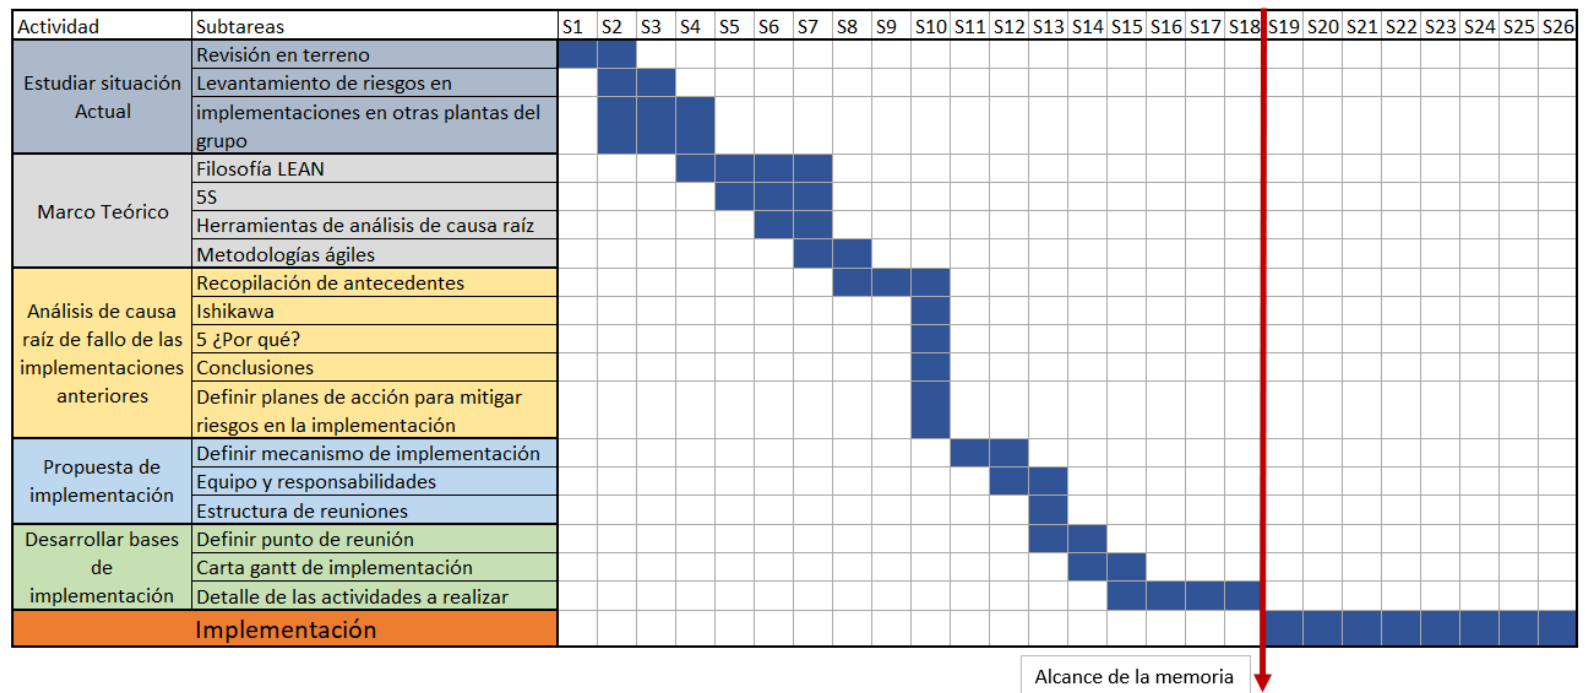 Actividad Subtareas S1 S2 S3 S4 S5 S6 S7 S8 S9 S10 S11 S12 S13 S14 S15 S16 S17 S18 S19 S20 S21 S22 S23 S24 S25 S26
Estudiar situación
Actual
Revisión en terreno
Levantamiento de riesgos en
implementaciones en otras plantas del
grupo
Marco Teórico
Filosofía LEAN
5S
Herramientas de análisis de causa raíz
Metodologías ágiles
Análisis de causa
raíz de fallo de las
implementaciones
anteriores
Recopilación de antecedentes
Ishikawa
5 ¿Por qué?
Conclusiones
Definir planes de acción para mitigar
riesgos en la implementación
Propuesta de
implementación
Definir mecanismo de implementación
Equipo y responsabilidades
Estructura de reuniones
Desarrollar bases
de
implementación
Definir punto de reunión
Carta gantt de implementación
Detalle de las actividades a realizar
Implementación
Alcance de la memoria